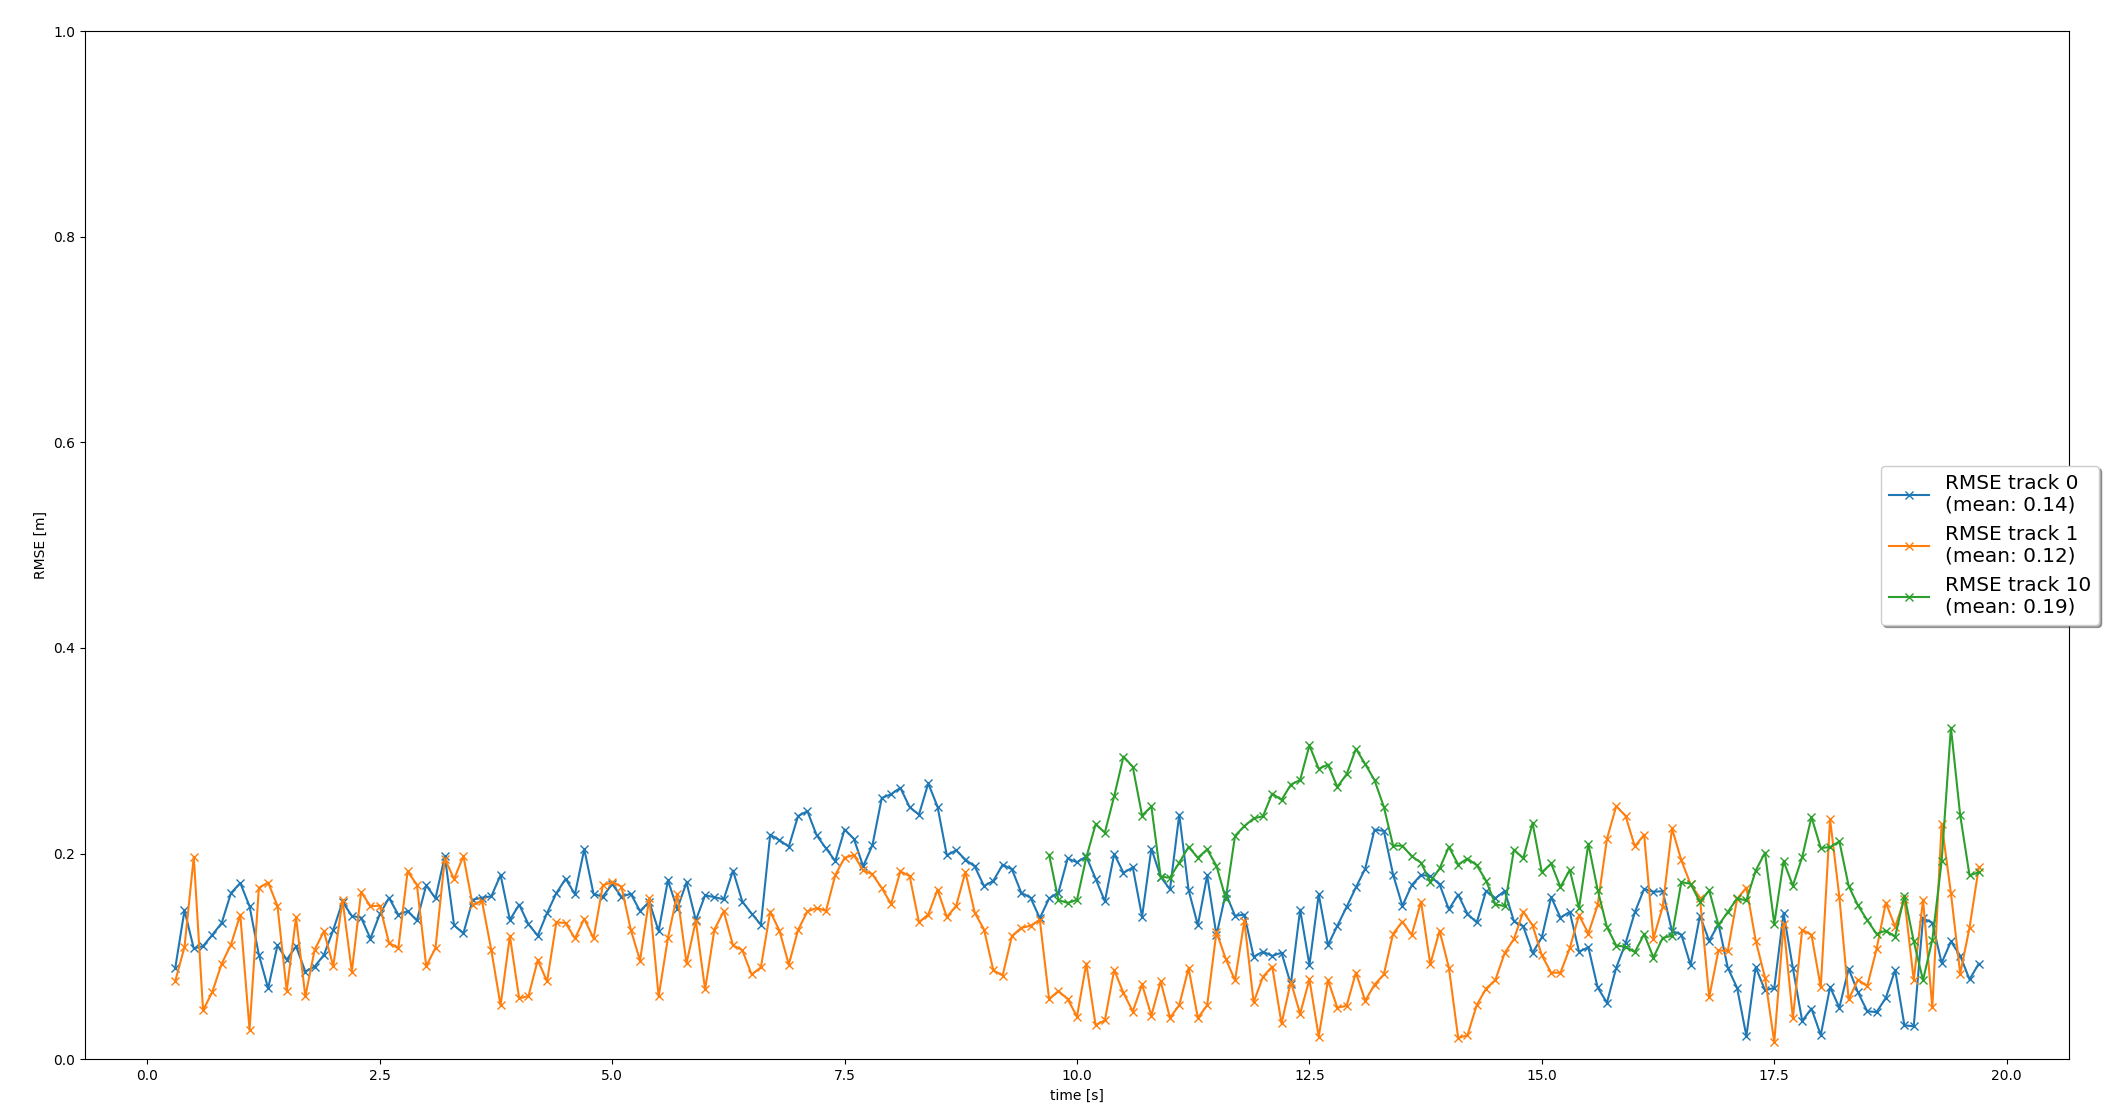 1.0
0.8
0.6
0.4
0.2
0.0
RMSE [m]
0.0 2.5 5.0 7.5 10.0 12.5 15.0 17.5 20.0
time [s]
RMSE track 0
(mean: 0.14)
RMSE track 1
(mean: 0.12)
RMSE track 10
(mean: 0.19)